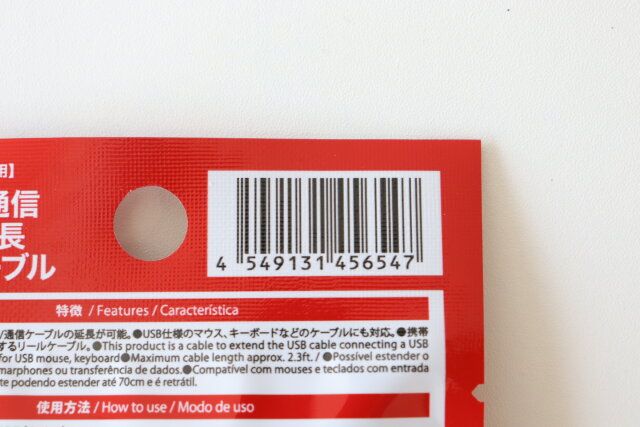 用】
通信
長
ーブル
4 549131 456547
特徴 / Features / Característica
/通信ケーブルの延長が可能。●USB仕様のマウス、キーボードなどのケーブルにも対応。●携帯
するリールケーブル。●This product is a cable to extend the USB cable connecting a USB
for USB mouse, keyboard●Maximum cable length approx. 2.3ft. / ●Possível estender o
marphones ou transferência de dados.●Compatível com mouses e teclados com entrada
te podendo estender até 70cm e é retrátil.
使用方法 / How to use / Modo de uso